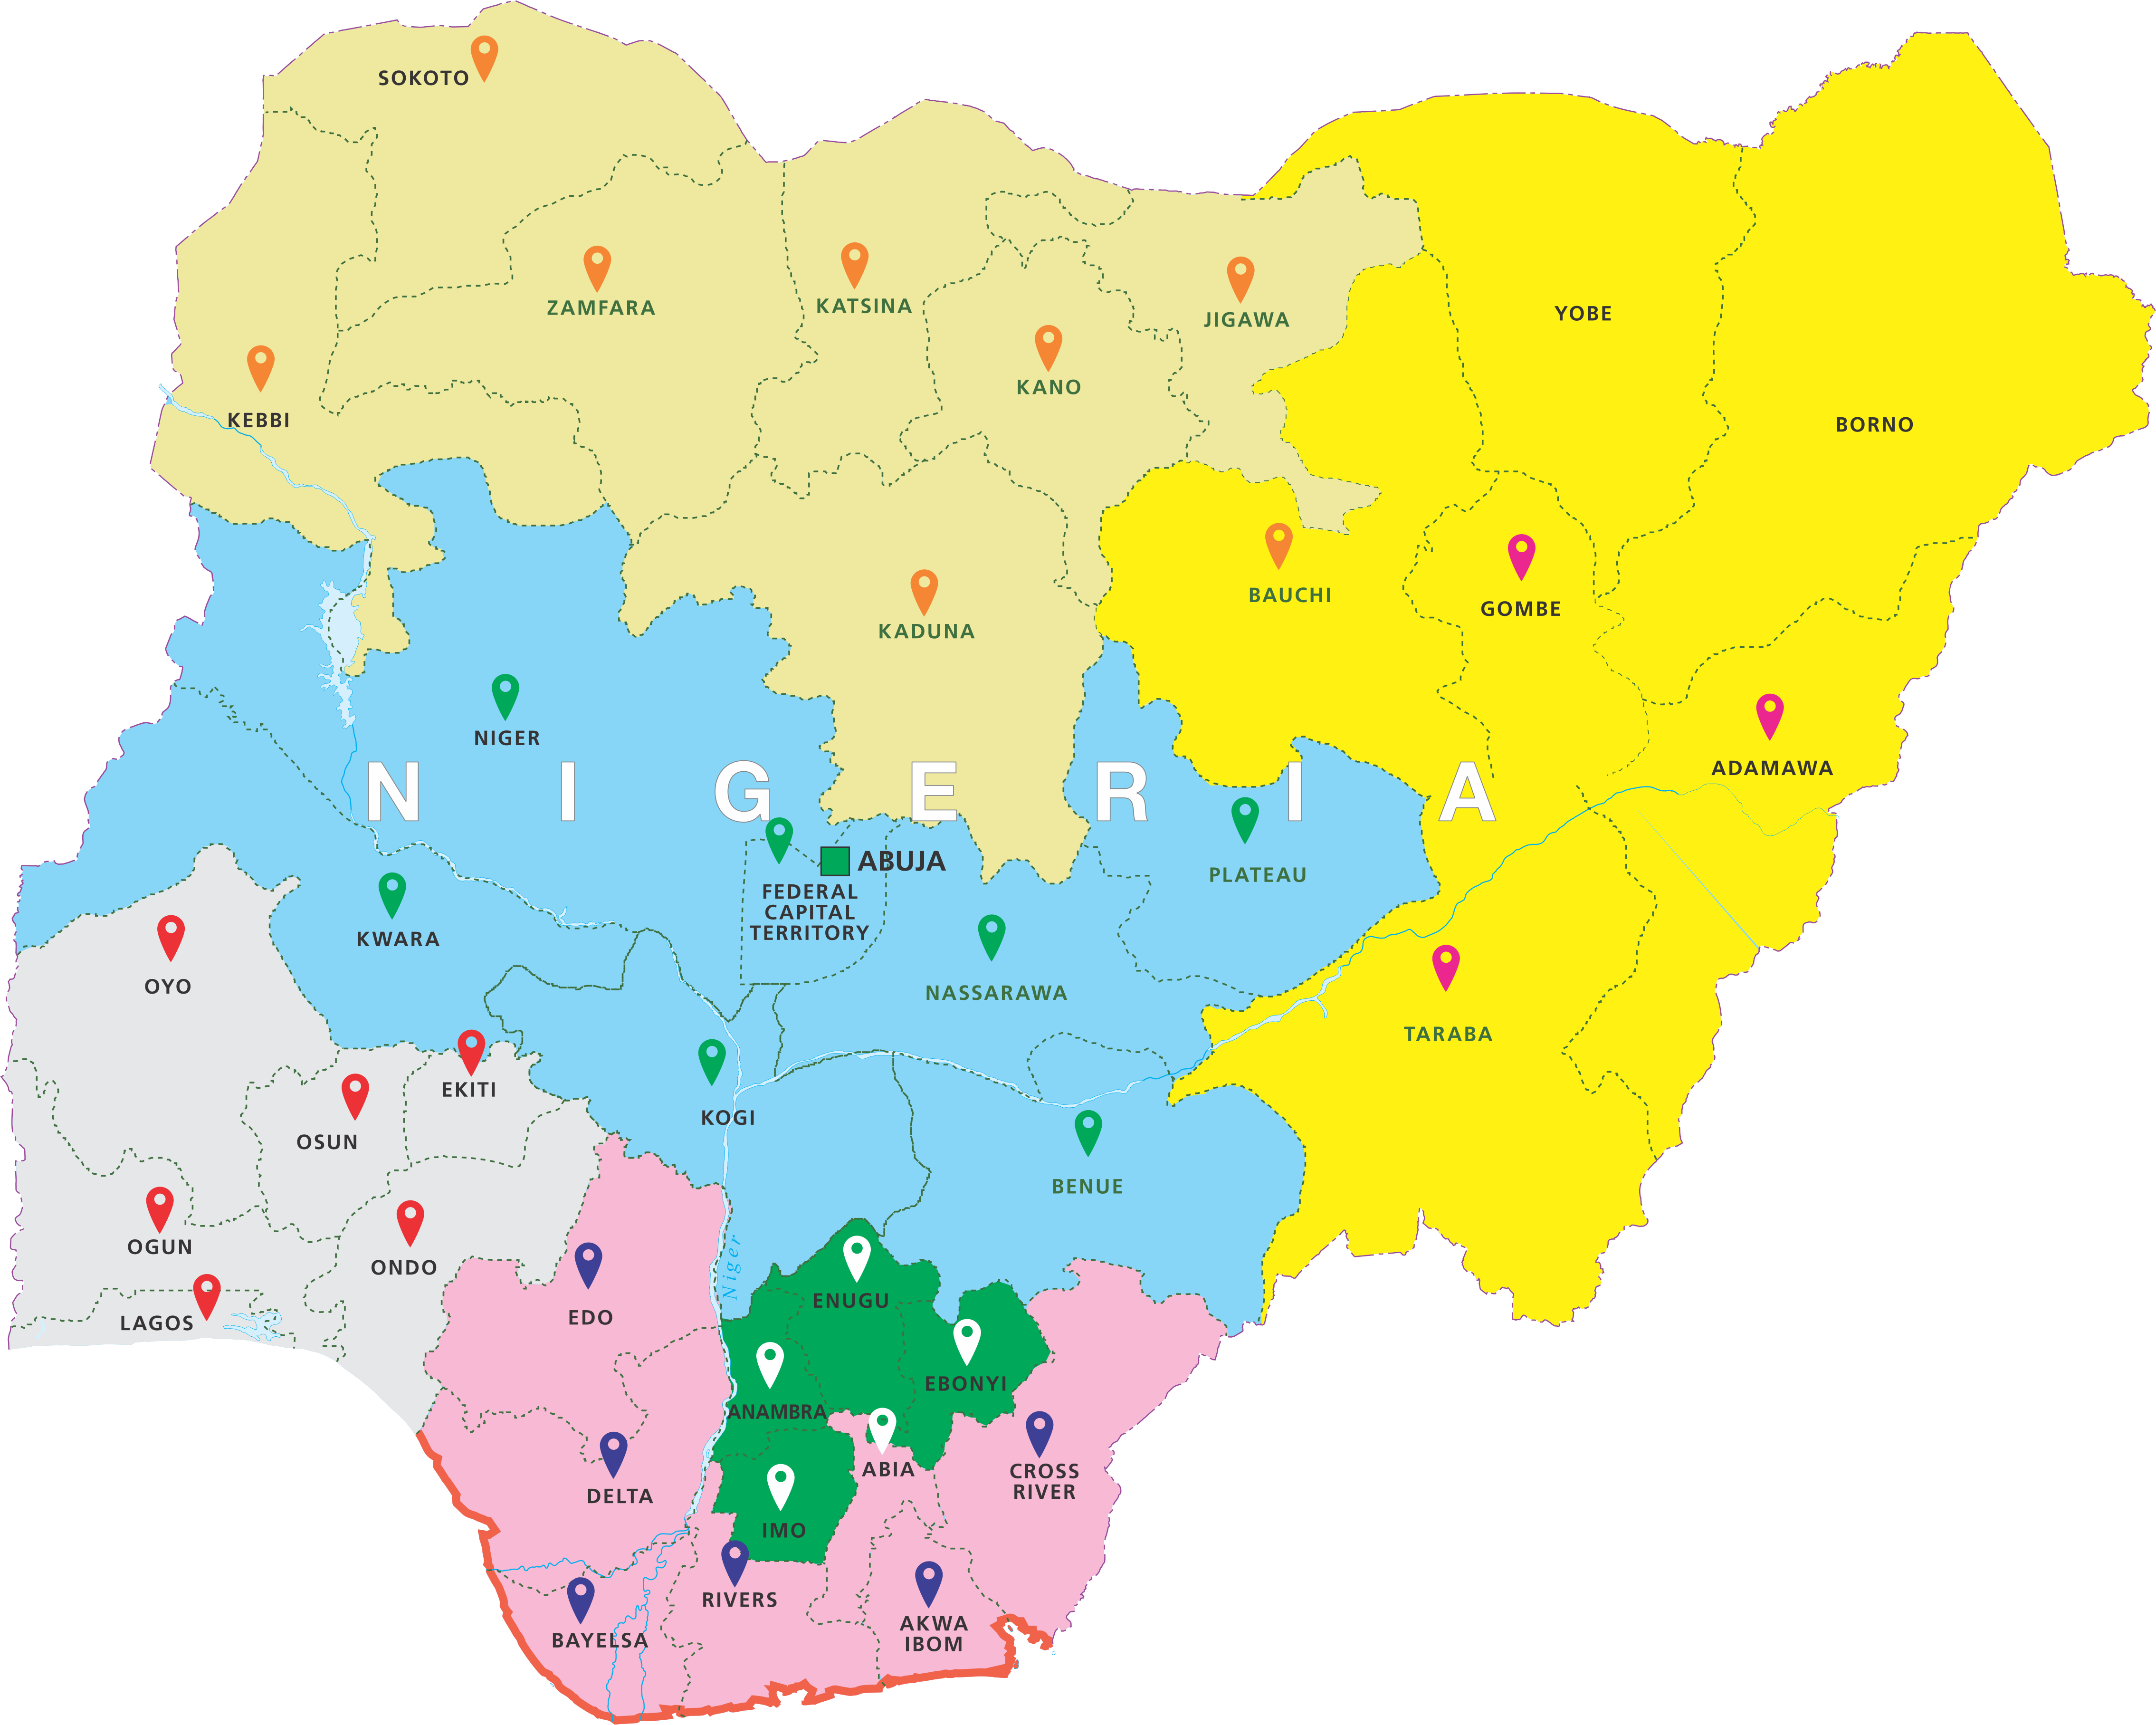 SOKOTO
ZAMFARA
KATSINA
JIGAWA
YOBE
KANO
KEBBI
BORNO
BAUCHI
GOMBE
KADUNA
NIGER
ADAMAWA
N I G E R I A
ABUJA
PLATEAU
FEDERAL
CAPITAL
TERRITORY
KWARA
OYO
NASSARAWA
TARABA
EKITI
KOGI
OSUN
BENUE
OGUN
ONDO
Niger
ENUGU
EDO
LAGOS
EBONYI
ANAMBRA
ABIA
CROSS
RIVER
DELTA
IMO
RIVERS
AKWA
IBOM
BAYELSA